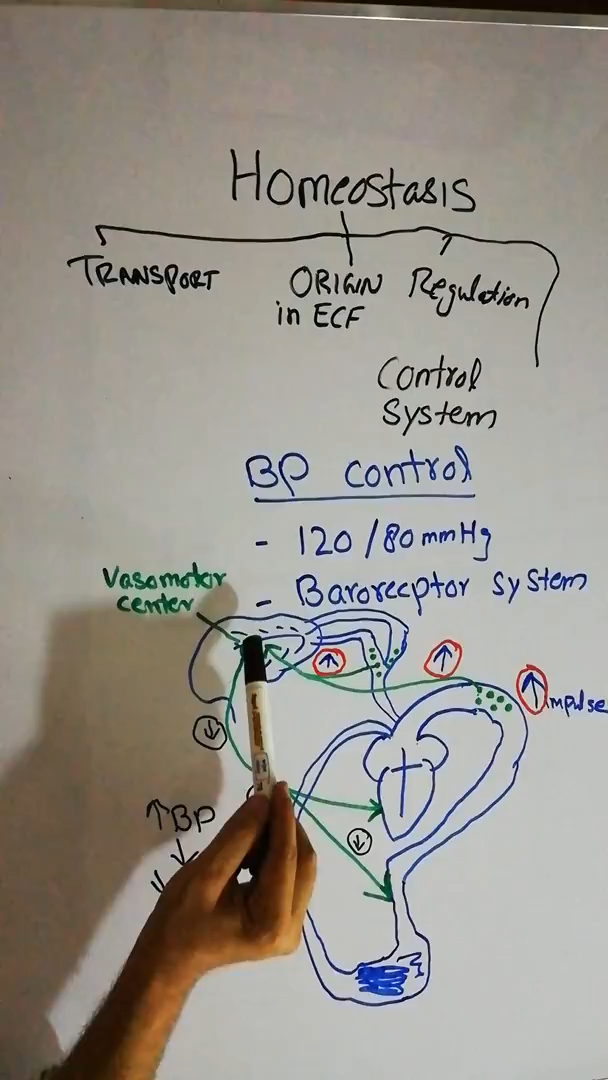 Homeostasis
TRANSPORT
ORIGIN
in ECF
Regulation
Control
System
BP control
- 120/80 mmHg
- Baroreceptor system
Vasomotor
center
Impulse
↑BP